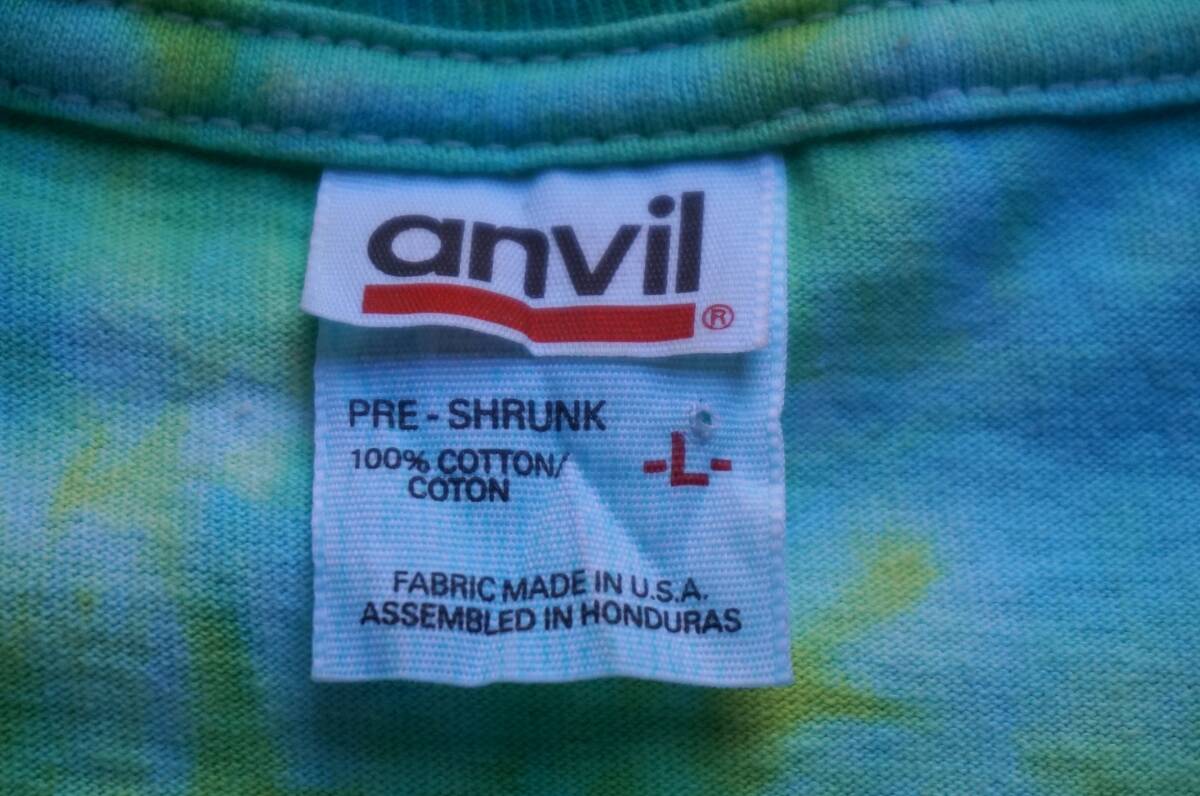 anvil®
PRE - SHRUNK
100% COTTON/
COTON
-L-
FABRIC MADE IN U.S.A.
ASSEMBLED IN HONDURAS